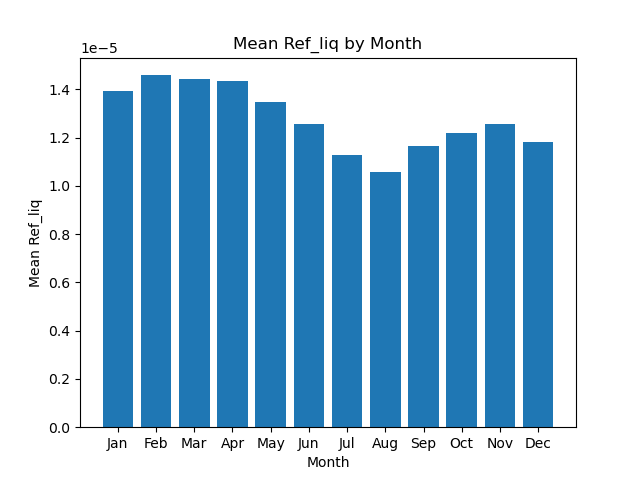 Mean Ref_liq by Month
1e−5
Mean Ref_liq
1.4
1.2
1.0
0.8
0.6
0.4
0.2
0.0
Jan Feb Mar Apr May Jun Jul Aug Sep Oct Nov Dec
Month